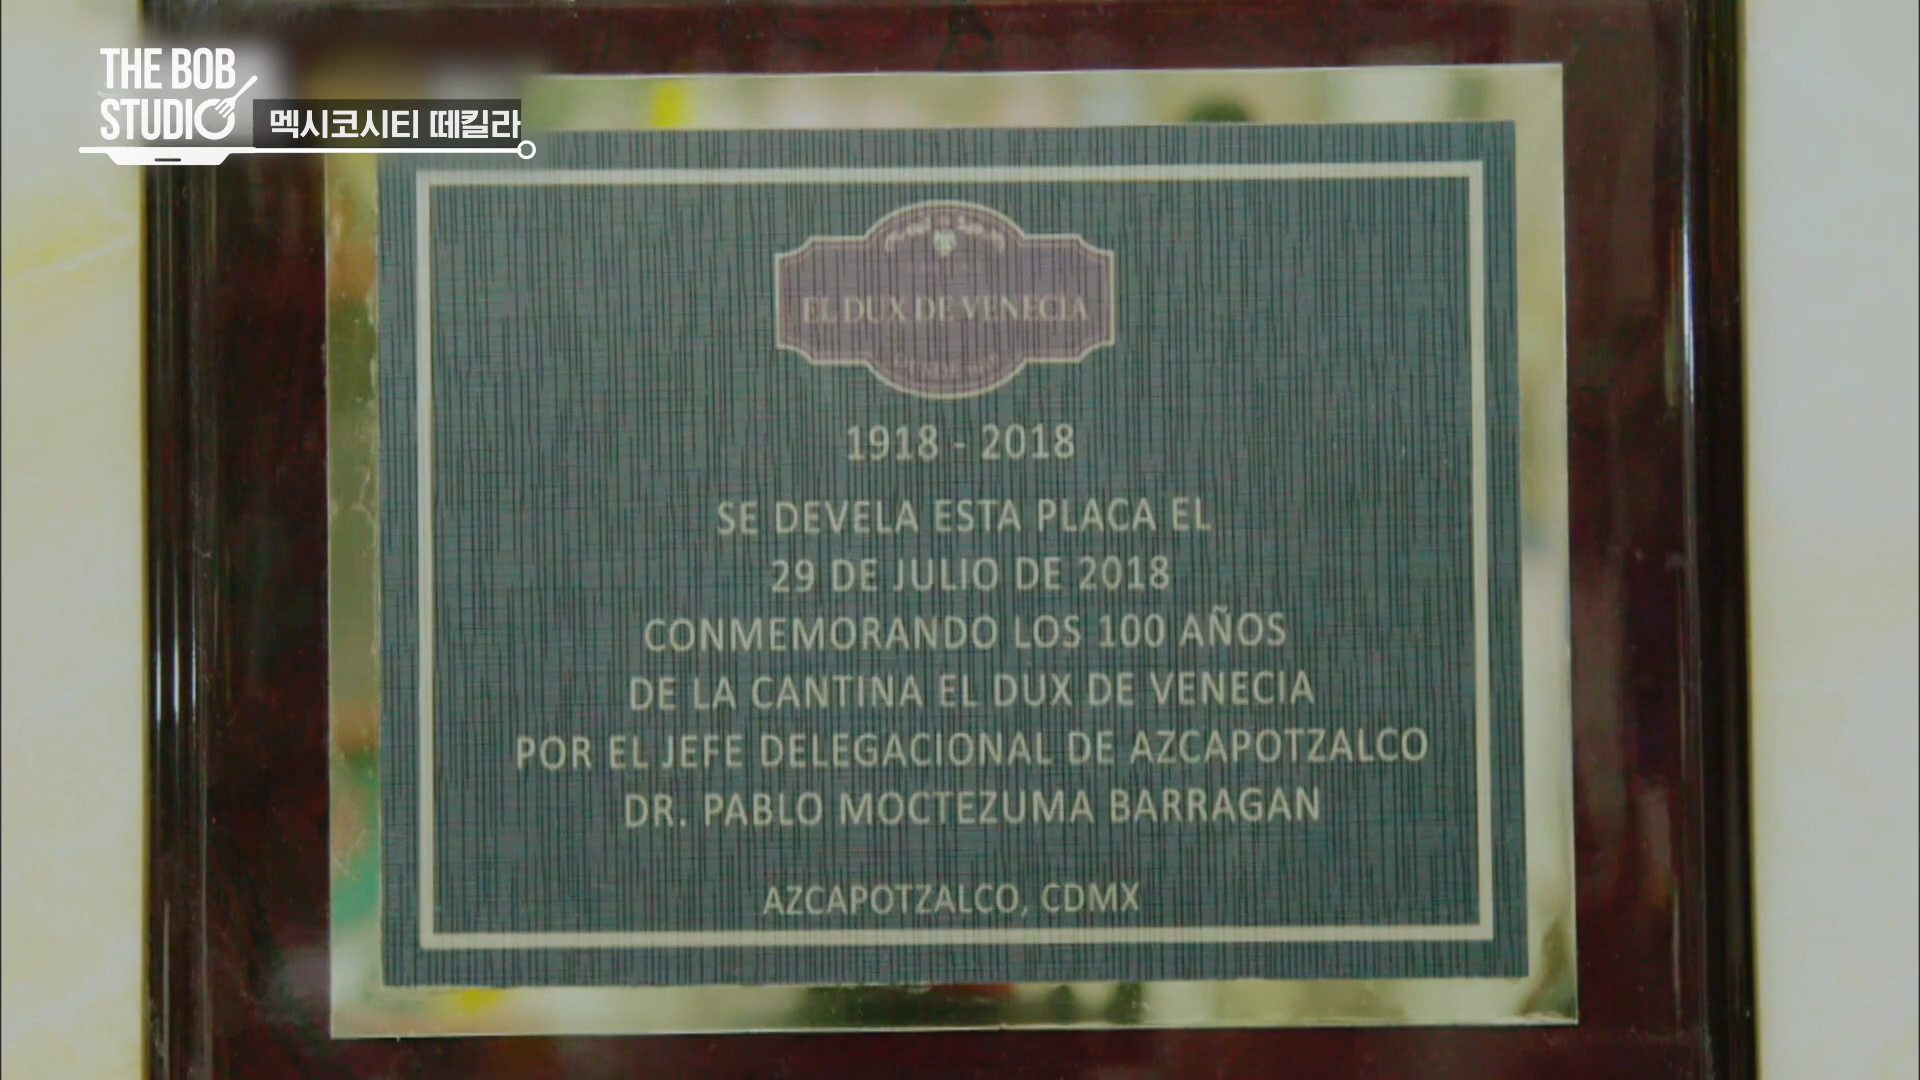 THE BOB
STUDIO
멕시코시티 떼킬라
EL DUX DE VENECIA
1918 - 2018
SE DEVELA ESTA PLACA EL
29 DE JULIO DE 2018
CONMEMORANDO LOS 100 AÑOS
DE LA CANTINA EL DUX DE VENECIA
POR EL JEFE DELEGACIONAL DE AZCAPOTZALCO
DR. PABLO MOCTEZUMA BARRAGAN
AZCAPOTZALCO, CDMX